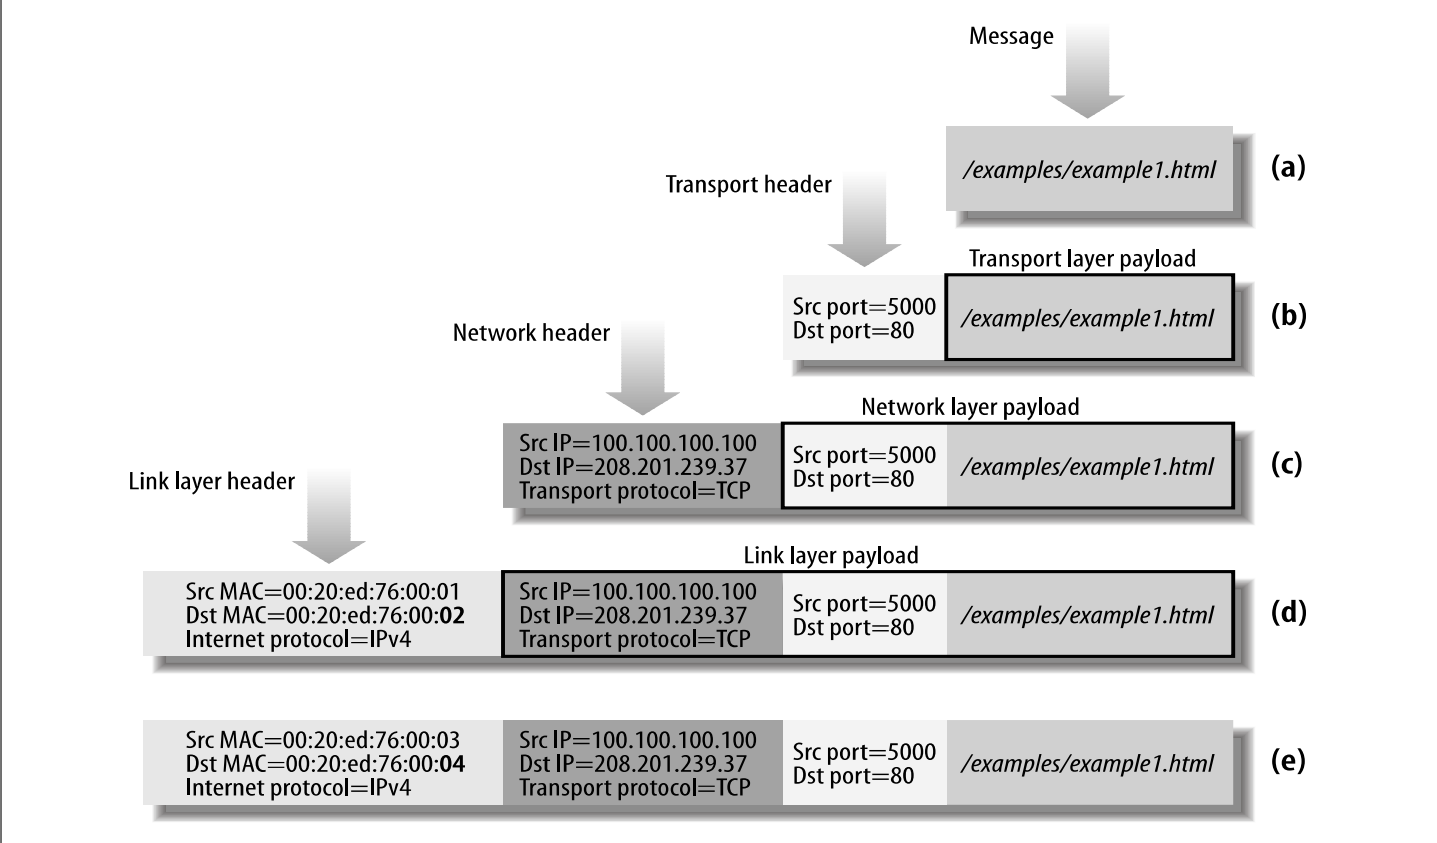 Message
/examples/example1.html
(a)
Transport header
Transport layer payload
Src port=5000
Dst port=80
/examples/example1.html
(b)
Network header
Network layer payload
Src IP=100.100.100.100
Dst IP=208.201.239.37
Transport protocol=TCP
Src port=5000
Dst port=80
/examples/example1.html
(c)
Link layer header
Link layer payload
Src MAC=00:20:ed:76:00:01
Dst MAC=00:20:ed:76:00:02
Internet protocol=IPv4
Src IP=100.100.100.100
Dst IP=208.201.239.37
Transport protocol=TCP
Src port=5000
Dst port=80
/examples/example1.html
(d)
Src MAC=00:20:ed:76:00:03
Dst MAC=00:20:ed:76:00:04
Internet protocol=IPv4
Src IP=100.100.100.100
Dst IP=208.201.239.37
Transport protocol=TCP
Src port=5000
Dst port=80
/examples/example1.html
(e)